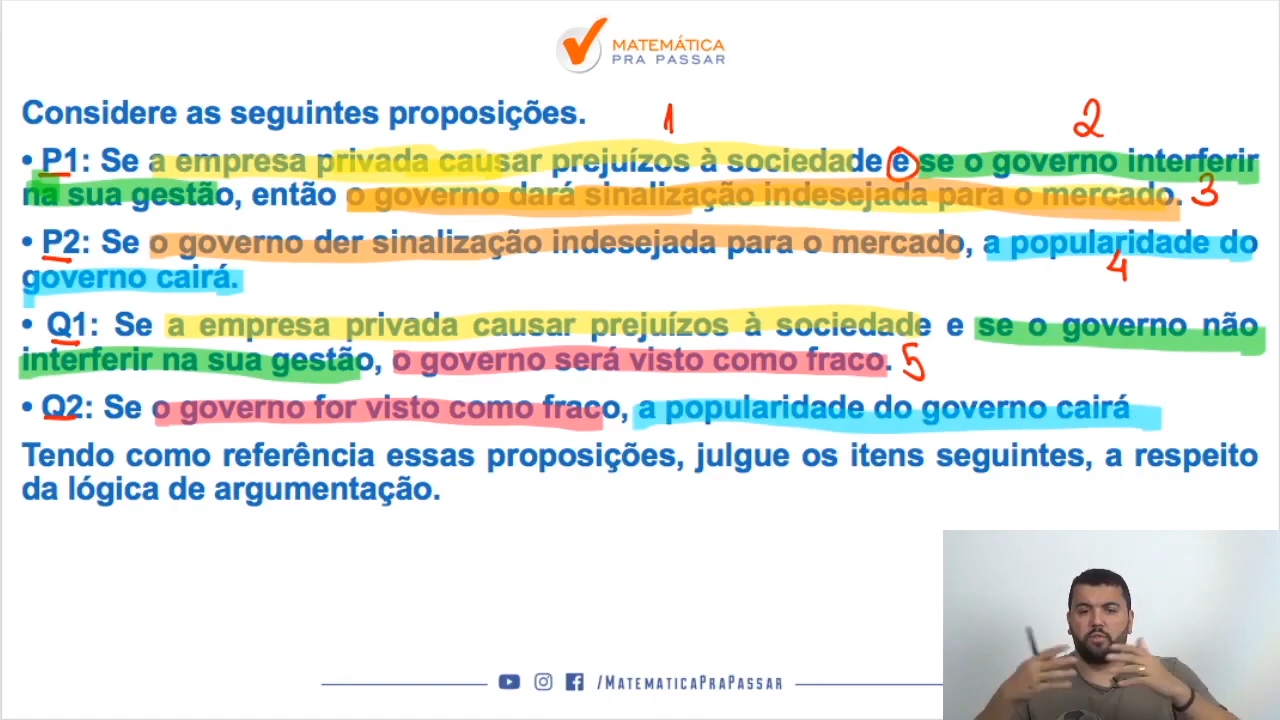 MATEMÁTICA
PRA PASSAR
Considere as seguintes proposições.
1
2
• P1: Se a empresa privada causar prejuízos à sociedade e se o governo interferir
na sua gestão, então o governo dará sinalização indesejada para o mercado. 3
• P2: Se o governo der sinalização indesejada para o mercado, a popularidade do
governo cairá.
4
• Q1: Se a empresa privada causar prejuízos à sociedade e se o governo não
interferir na sua gestão, o governo será visto como fraco. 5
• Q2: Se o governo for visto como fraco, a popularidade do governo cairá
Tendo como referência essas proposições, julgue os itens seguintes, a respeito
da lógica de argumentação.
/MATEMATICAPRAPASSAR